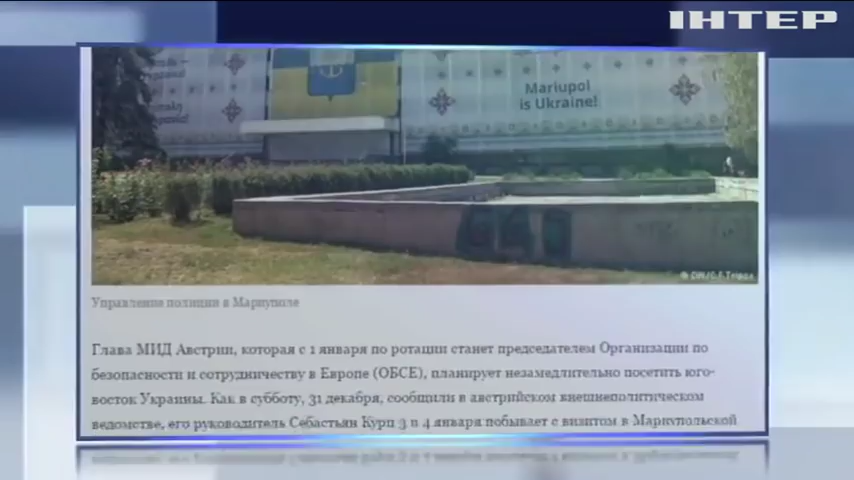 ІНТЕР
Mariupol
is Ukraine!
Управление полиции в Мариуполе
Глава МИД Австрии, которая с 1 января по ротации станет председателем Организации по
безопасности и сотрудничеству в Европе (ОБСЕ), планирует незамедлительно посетить юго-
восток Украины. Как в субботу, 31 декабря, сообщили в австрийском внешнеполитическом
ведомстве, его руководитель Себастьян Курц 3 и 4 января побывает с визитом в Мариупольской